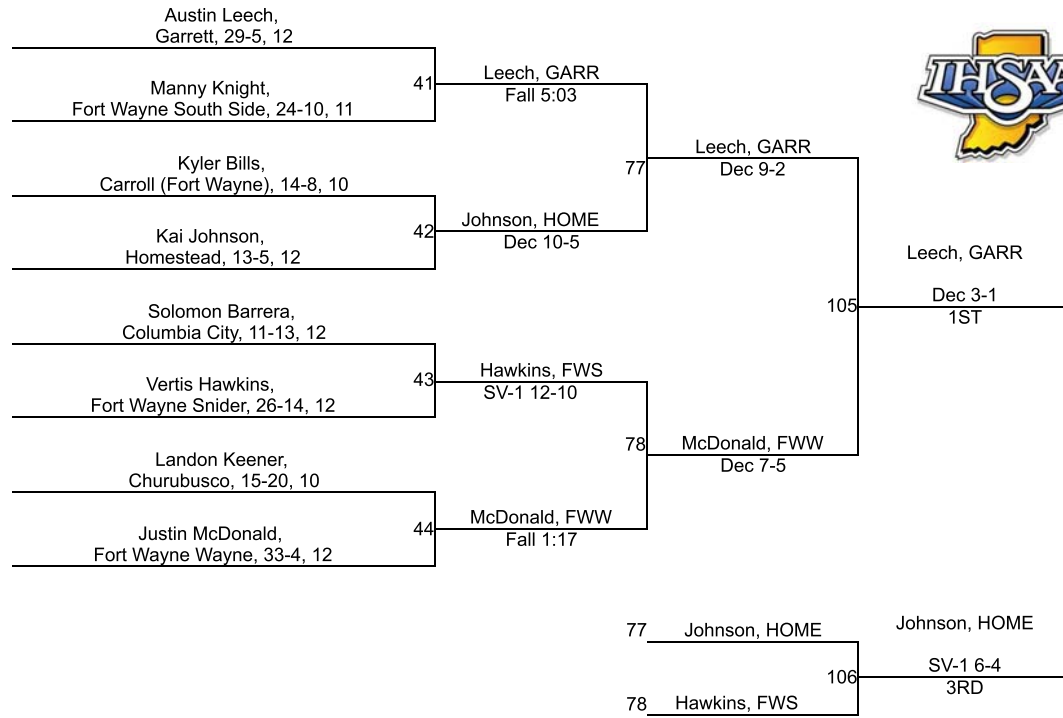 Austin Leech,
Garrett, 29-5, 12
Manny Knight,
Fort Wayne South Side, 24-10, 11
Kyler Bills,
Carroll (Fort Wayne), 14-8, 10
Kai Johnson,
Homestead, 13-5, 12
Solomon Barrera,
Columbia City, 11-13, 12
Vertis Hawkins,
Fort Wayne Snider, 26-14, 12
Landon Keener,
Churubusco, 15-20, 10
Justin McDonald,
Fort Wayne Wayne, 33-4, 12
41
Leech, GARR
Fall 5:03
42
Johnson, HOME
Dec 10-5
43
Hawkins, FWS
SV-1 12-10
44
McDonald, FWW
Fall 1:17
77
Leech, GARR
Dec 9-2
78
McDonald, FWW
Dec 7-5
IHSAA
105
Leech, GARR
Dec 3-1
1ST
77
Johnson, HOME
78
Hawkins, FWS
106
Johnson, HOME
SV-1 6-4
3RD